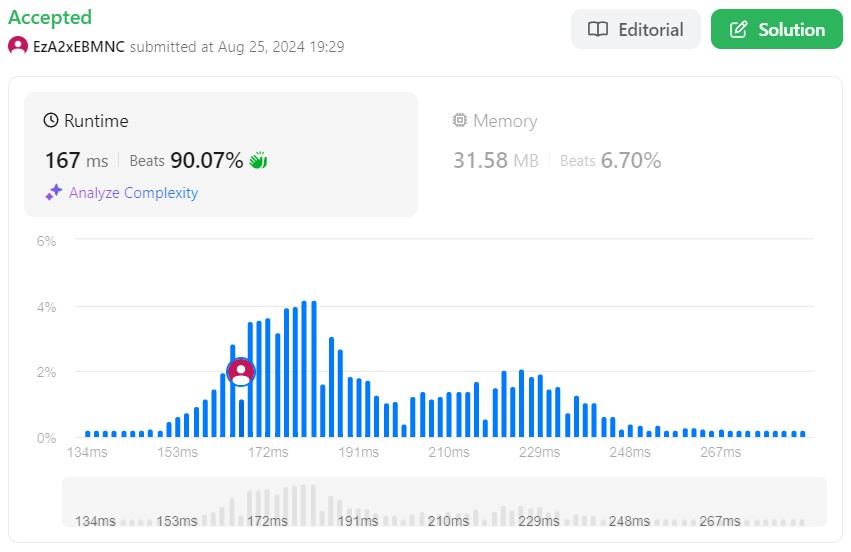 Accepted
EzA2xEBMNC submitted at Aug 25, 2024 19:29
Editorial
Solution
Runtime
167 ms | Beats 90.07%
Analyze Complexity
Memory
31.58 MB | Beats 6.70%
6%
4%
2%
0%
134ms 153ms 172ms 191ms 210ms 229ms 248ms 267ms
134ms 153ms 172ms 191ms 210ms 229ms 248ms 267ms